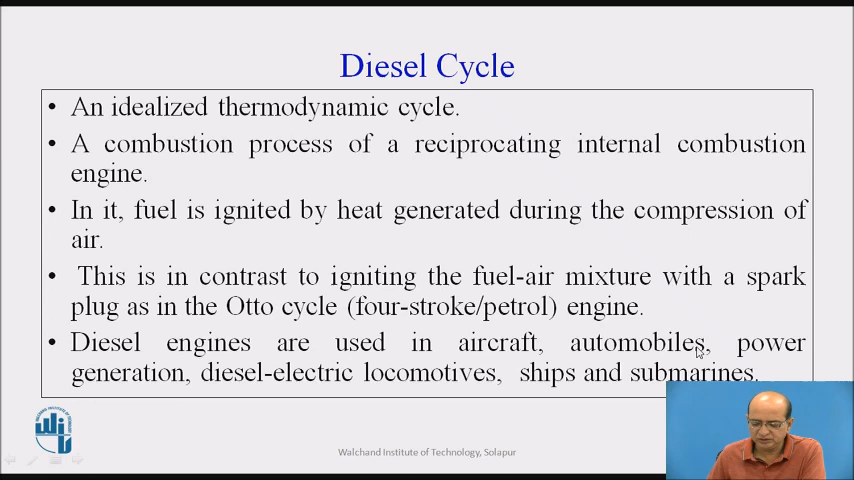 Diesel Cycle
• An idealized thermodynamic cycle.
• A combustion process of a reciprocating internal combustion
engine.
• In it, fuel is ignited by heat generated during the compression of
air.
• This is in contrast to igniting the fuel-air mixture with a spark
plug as in the Otto cycle (four-stroke/petrol) engine.
• Diesel engines are used in aircraft, automobiles, power
generation, diesel-electric locomotives, ships and submarines.
Walchand Institute of Technology, Solapur